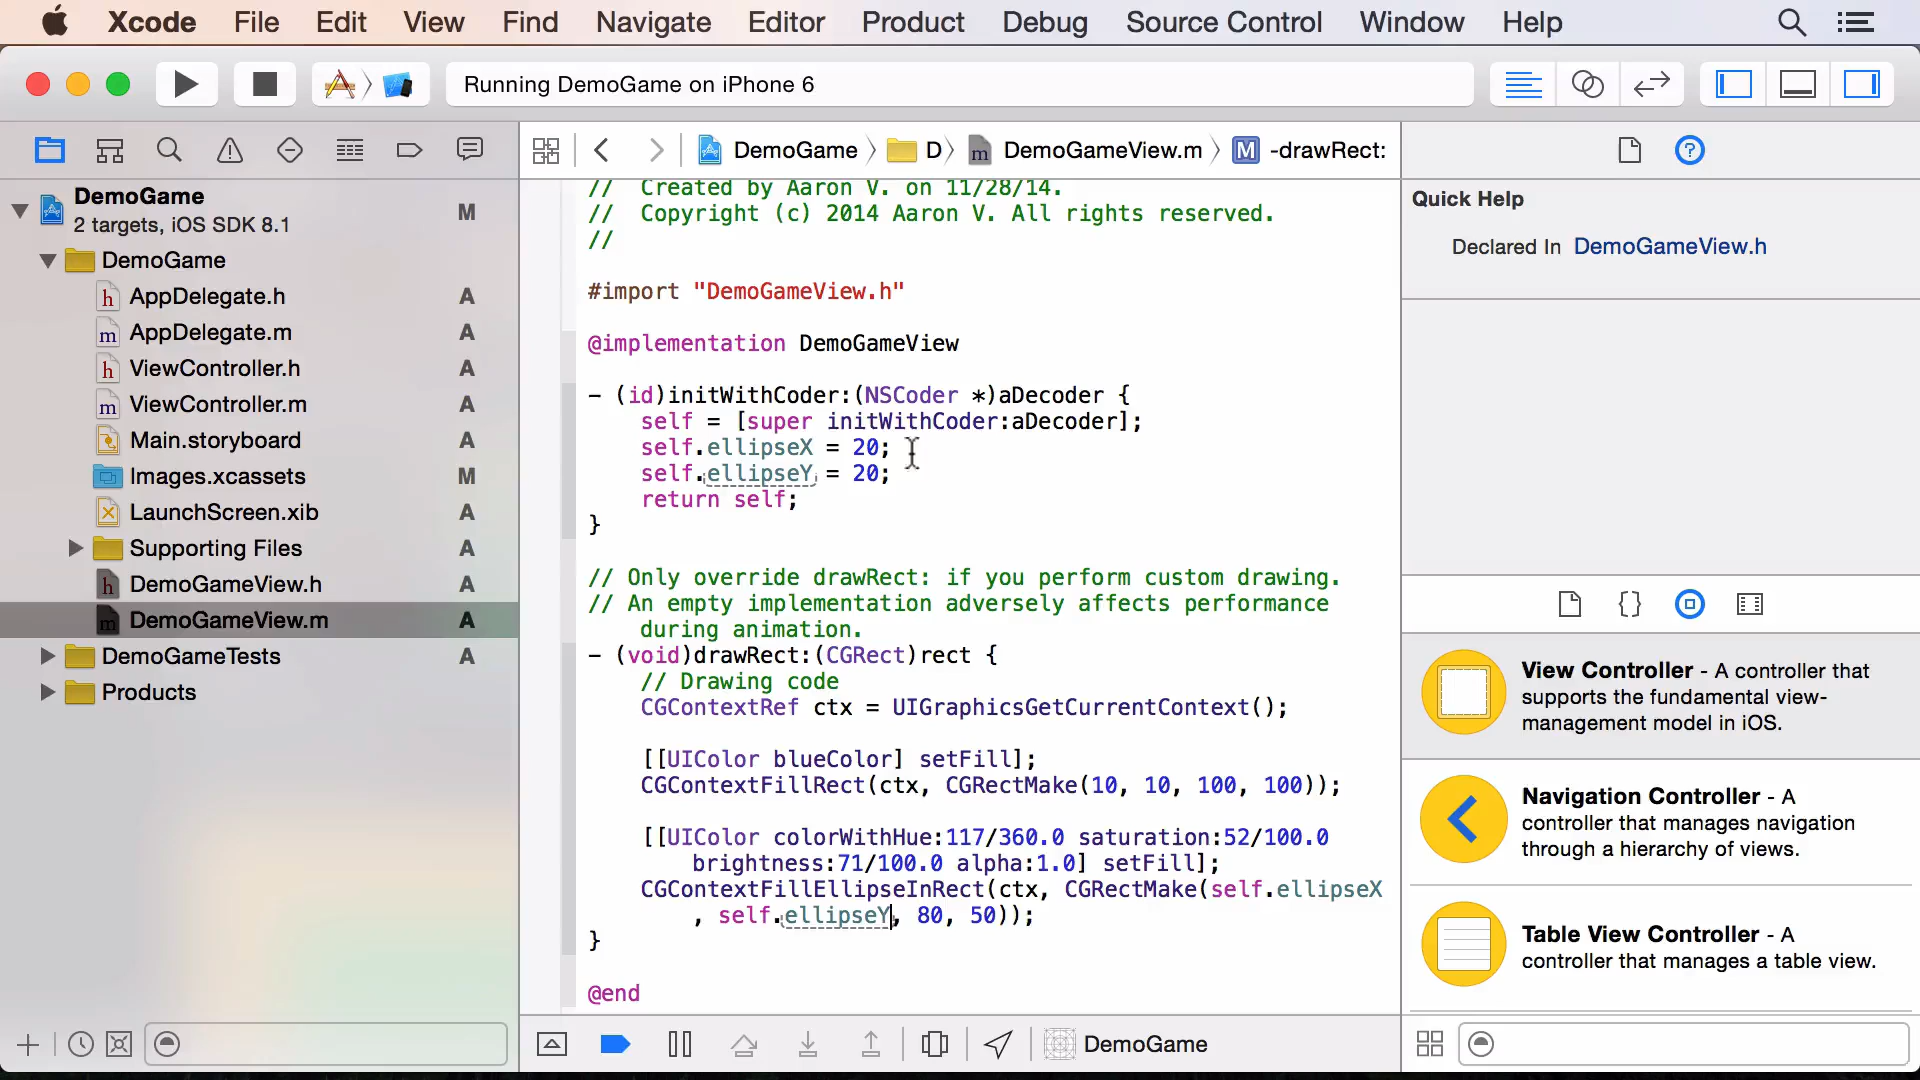 Xcode File Edit View Find Navigate Editor Product Debug Source Control Window Help
Running DemoGame on iPhone 6
DemoGame D DemoGameView.m M -drawRect:
DemoGame
2 targets, iOS SDK 8.1 M
DemoGame
h AppDelegate.h A
m AppDelegate.m A
h ViewController.h A
m ViewController.m A
Main.storyboard A
Images.xcassets M
LaunchScreen.xib A
Supporting Files A
h DemoGameView.h A
m DemoGameView.m A
DemoGameTests A
Products
// Created by Aaron V. on 11/28/14.
// Copyright (c) 2014 Aaron V. All rights reserved.
//
#import "DemoGameView.h"
@implementation DemoGameView
- (id)initWithCoder:(NSCoder *)aDecoder {
self = [super initWithCoder:aDecoder];
self.ellipseX = 20;
self.ellipseY = 20;
return self;
}
// Only override drawRect: if you perform custom drawing.
// An empty implementation adversely affects performance
during animation.
- (void)drawRect:(CGRect)rect {
// Drawing code
CGContextRef ctx = UIGraphicsGetCurrentContext();
[[UIColor blueColor] setFill];
CGContextFillRect(ctx, CGRectMake(10, 10, 100, 100));
[[UIColor colorWithHue:117/360.0 saturation:52/100.0
brightness:71/100.0 alpha:1.0] setFill];
CGContextFillEllipseInRect(ctx, CGRectMake(self.ellipseX
, self.ellipseY, 80, 50));
}
@end
DemoGame
Quick Help
Declared In DemoGameView.h
View Controller - A controller that
supports the fundamental view-
management model in iOS.
Navigation Controller - A
controller that manages navigation
through a hierarchy of views.
Table View Controller - A
controller that manages a table view.